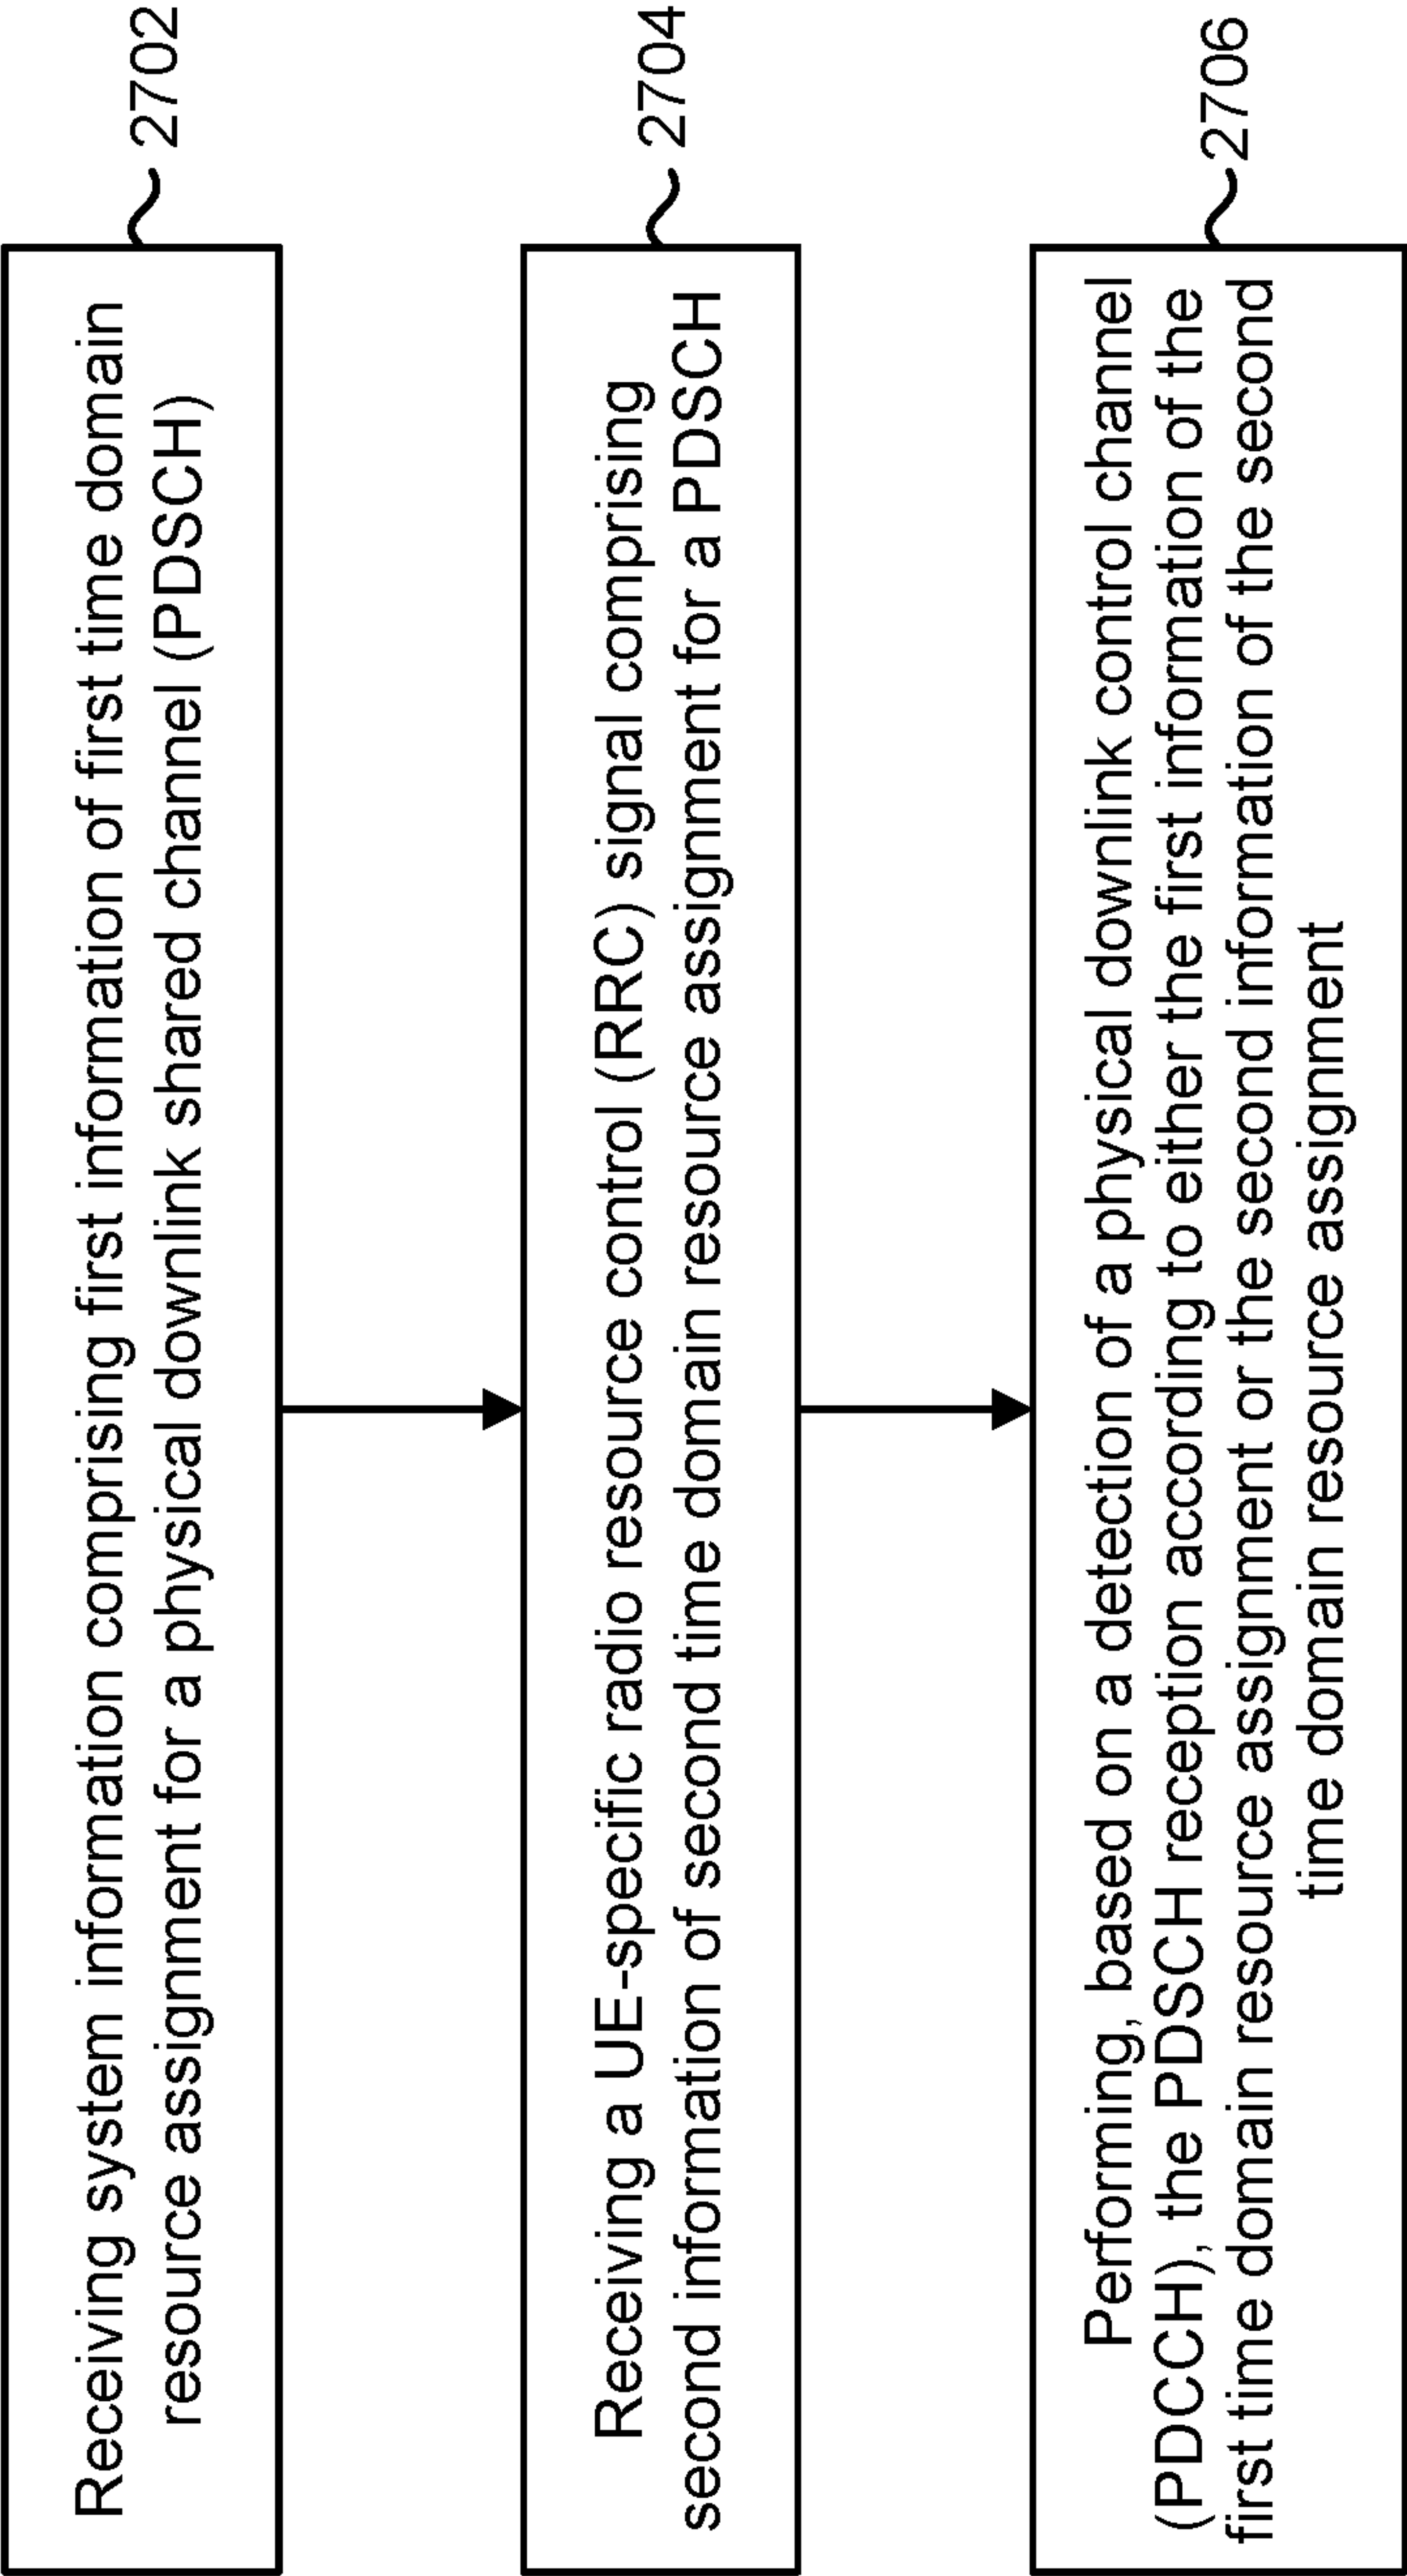 Receiving system information comprising first information of first time domain
resource assignment for a physical downlink shared channel (PDSCH)
2702
Receiving a UE-specific radio resource control (RRC) signal comprising
second information of second time domain resource assignment for a PDSCH
2704
Performing, based on a detection of a physical downlink control channel
(PDCCH), the PDSCH reception according to either the first information of the
first time domain resource assignment or the second information of the second
time domain resource assignment
2706